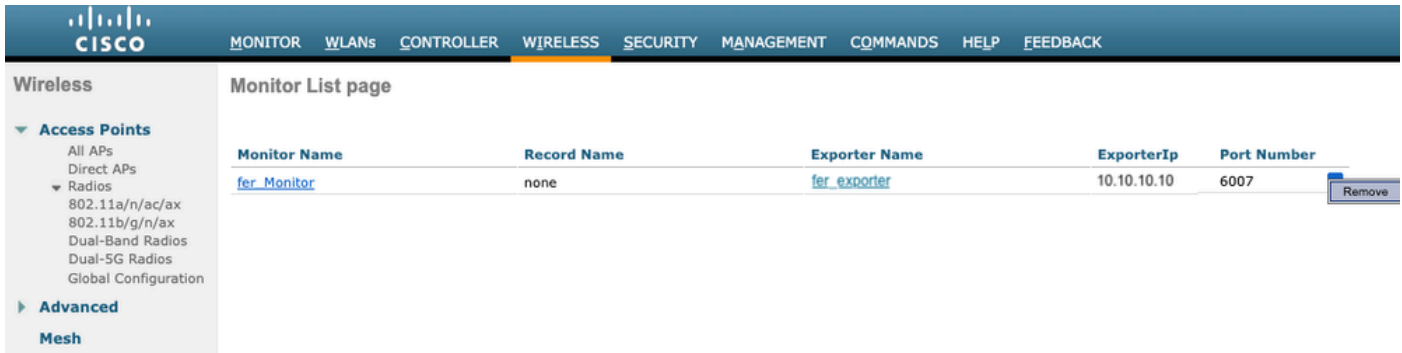 CISCO
MONITOR WLANs CONTROLLER WIRELESS SECURITY MANAGEMENT COMMANDS HELP FEEDBACK
Wireless
Access Points
All APs
Direct APs
Radios
802.11a/n/ac/ax
802.11b/g/n/ax
Dual-Band Radios
Dual-5G Radios
Global Configuration
Advanced
Mesh
Monitor List page
Monitor Name Record Name Exporter Name ExporterIp Port Number
fer_Monitor none fer_exporter 10.10.10.10 6007
Remove